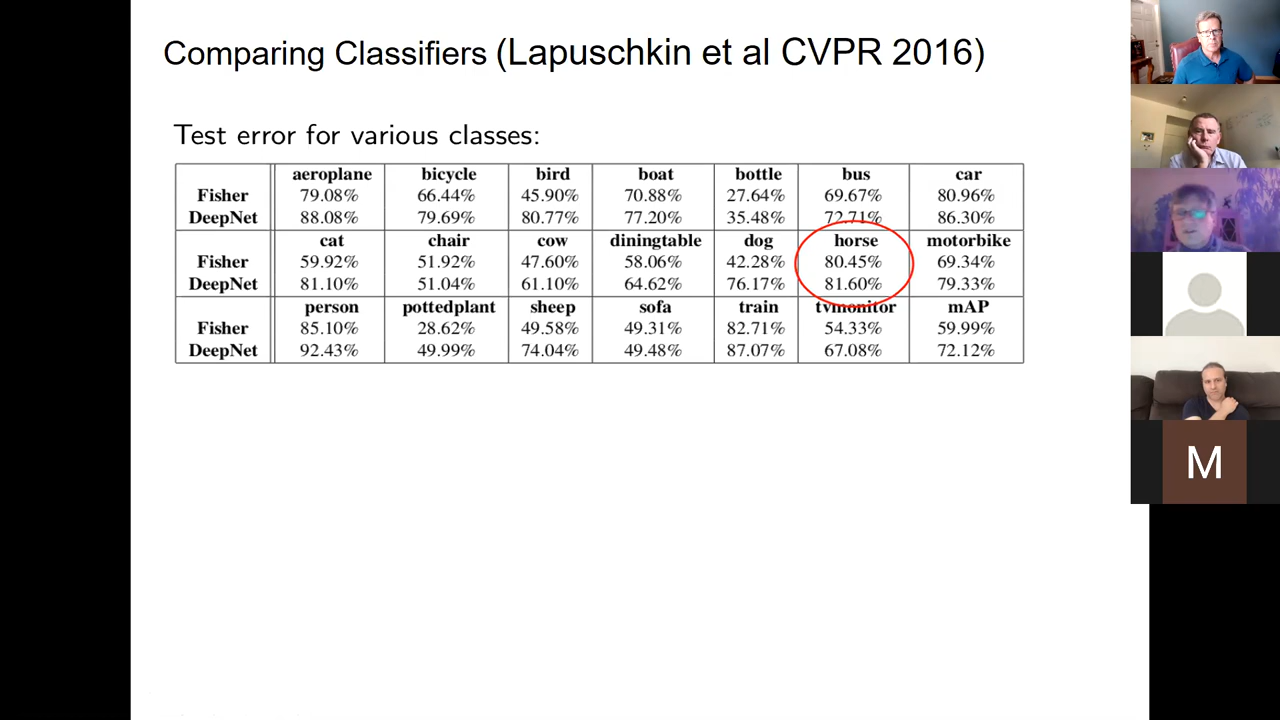 Comparing Classifiers (Lapuschkin et al CVPR 2016)
Test error for various classes:
aeroplane bicycle bird boat bottle bus car
Fisher 79.08% 66.44% 45.90% 70.88% 27.64% 69.67% 80.96%
DeepNet 88.08% 79.69% 80.77% 77.20% 35.48% 72.71% 86.30%
cat chair cow diningtable dog horse motorbike
Fisher 59.92% 51.92% 47.60% 58.06% 42.28% 80.45% 69.34%
DeepNet 81.10% 51.04% 61.10% 64.62% 76.17% 81.60% 79.33%
person pottedplant sheep sofa train tvmonitor mAP
Fisher 85.10% 28.62% 49.58% 49.31% 82.71% 54.33% 59.99%
DeepNet 92.43% 49.99% 74.04% 49.48% 87.07% 67.08% 72.12%
M